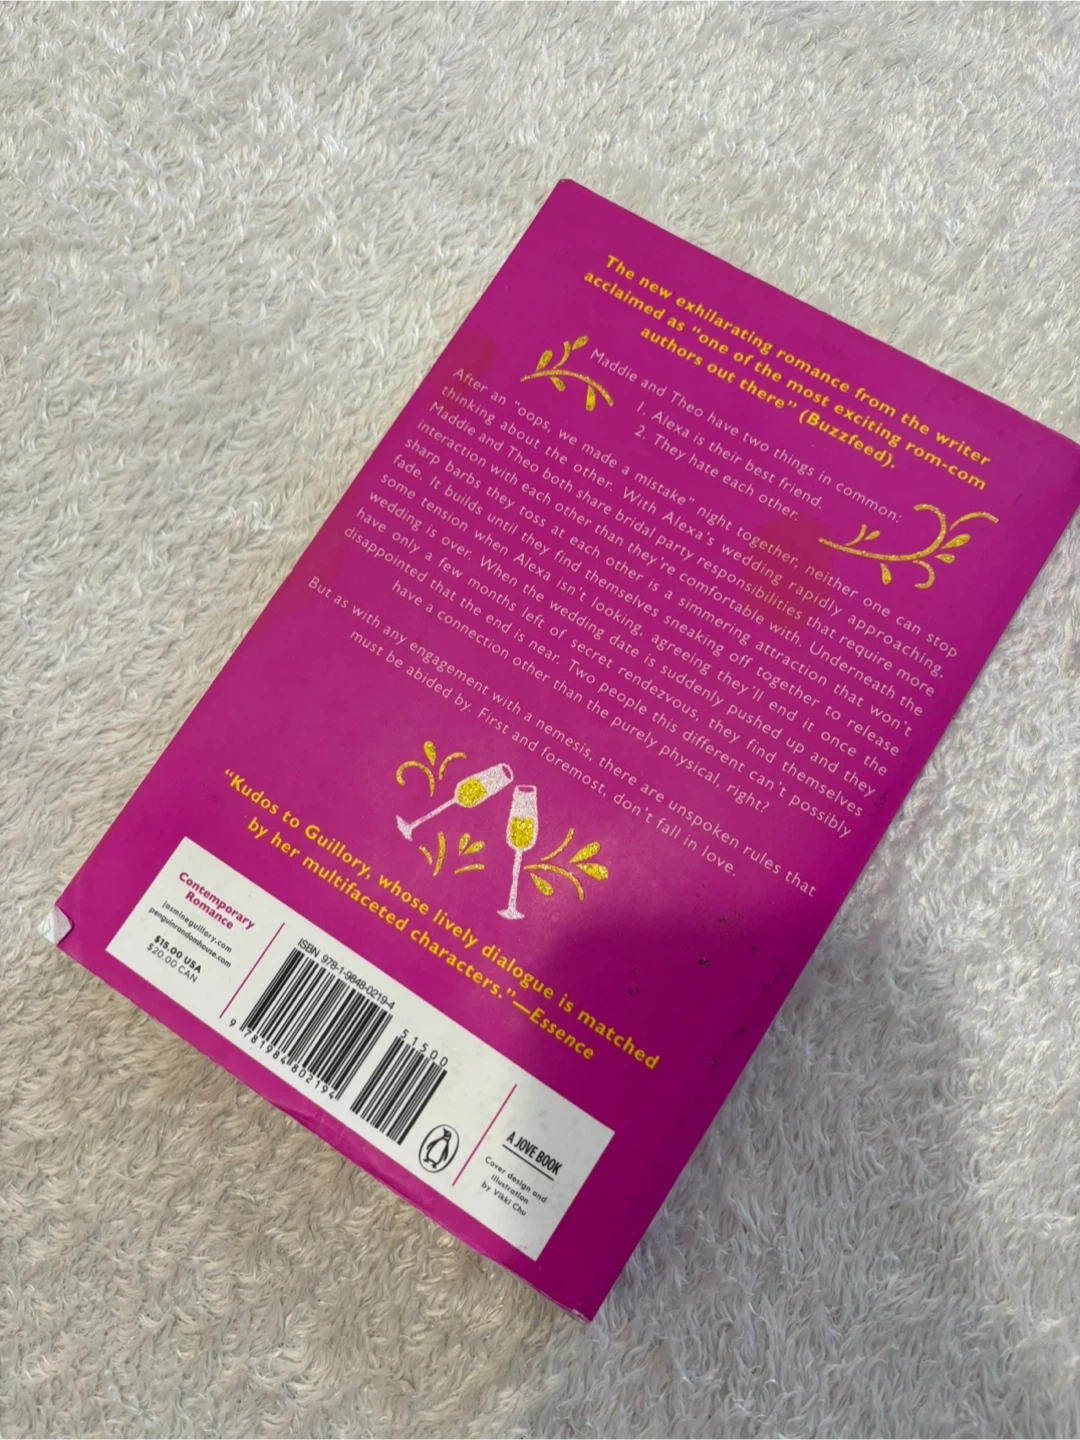 The new exhilarating romance from the writer
acclaimed as "one of the most exciting rom-com
authors out there" (Buzzfeed).
Maddie and Theo have two things in common:
1. Alexa is their best friend.
2. They hate each other.
After an "oops, we made a mistake" night together, neither one can stop
thinking about the other. With Alexa's wedding rapidly approaching,
Maddie and Theo both share bridal party responsibilities that require more
interaction with each other than they're comfortable with. Underneath the
sharp barbs they toss at each other is a simmering attraction that won't
fade. It builds until they find themselves sneaking off together to release
some tension when Alexa isn't looking, agreeing they'll end it once the
wedding is over. When the wedding date is suddenly pushed up and they
have only a few months left of secret rendezvous, they find themselves
disappointed that the end is near. Two people this different can't possibly
have a connection other than the purely physical, right?
But as with any engagement with a nemesis, there are unspoken rules that
must be abided by. First and foremost, don't fall in love.
"Kudos to Guillory, whose lively dialogue is matched
by her multifaceted characters."—Essence
Contemporary
Romance
jasmineguillory.com
penguinrandomhouse.com
$15.00 USA
$20.00 CAN
ISBN 978-1-9848-0219-4
51500
9 781984 802194
A JOVE BOOK
Cover design and
illustration
by Vikki Chu